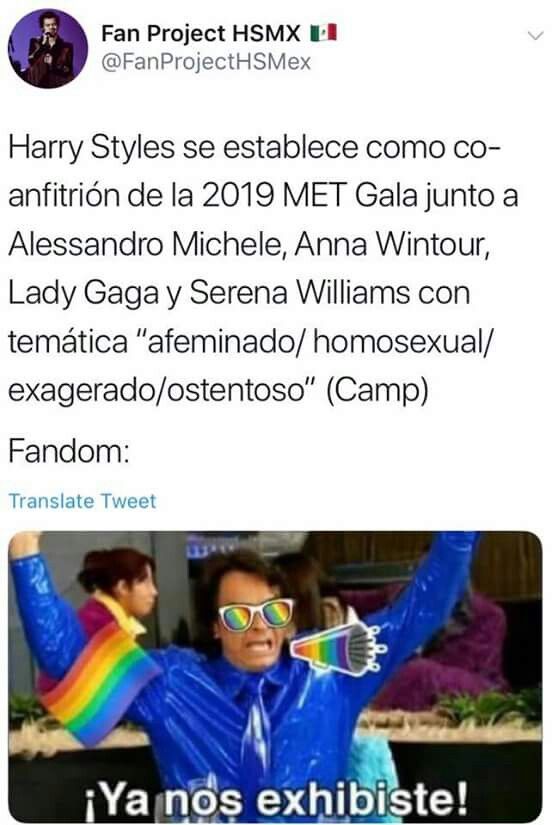 Fan Project HSMX 🇲🇽
@FanProjectHSMex
Harry Styles se establece como co-
anfitrión de la 2019 MET Gala junto a
Alessandro Michele, Anna Wintour,
Lady Gaga y Serena Williams con
temática "afeminado/ homosexual/
exagerado/ostentoso" (Camp)
Fandom:
Translate Tweet
¡Ya nos exhibiste!